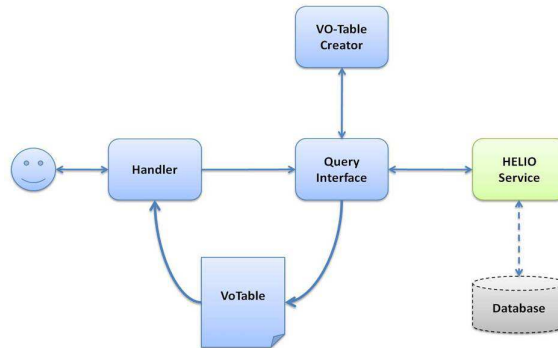 VO-Table
Creator
Handler
Query
Interface
HELIO
Service
VoTable
Database